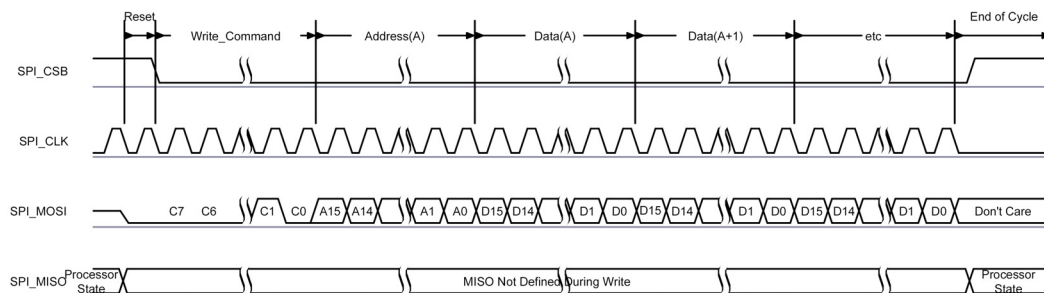 Reset
End of Cycle
Write_Command Address(A) Data(A) Data(A+1) etc
SPI_CSB
SPI_CLK
SPI_MOSI C7 C6 C1 C0 A15 A14 A1 A0 D15 D14 D1 D0 D15 D14 D1 D0 D15 D14 D1 D0 Don't Care
SPI_MISO Processor State MISO Not Defined During Write Processor State